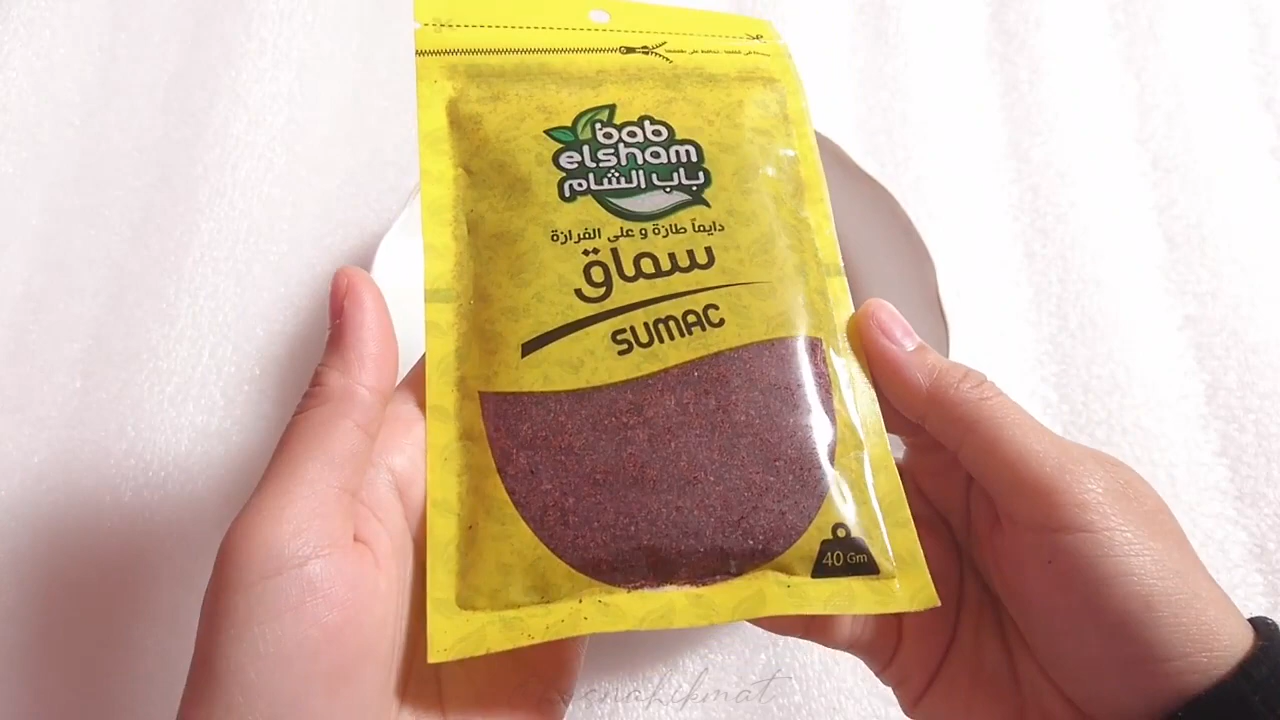 bab
elsham
باب الشام
دايماً طازة و على الفرازة
سماق
SUMAC
40 Gm